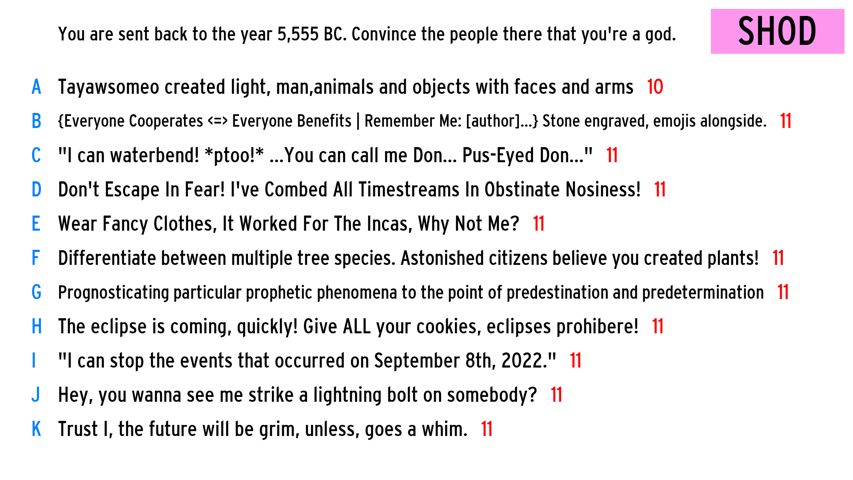 You are sent back to the year 5,555 BC. Convince the people there that you're a god.
SHOD
A Tayawsomeo created light, man,animals and objects with faces and arms 10
B {Everyone Cooperates <=> Everyone Benefits | Remember Me: [author]...} Stone engraved, emojis alongside. 11
C "I can waterbend! *ptoo!* ...You can call me Don... Pus-Eyed Don..." 11
D Don't Escape In Fear! I've Combed All Timestreams In Obstinate Nosiness! 11
E Wear Fancy Clothes, It Worked For The Incas, Why Not Me? 11
F Differentiate between multiple tree species. Astonished citizens believe you created plants! 11
G Prognosticating particular prophetic phenomena to the point of predestination and predetermination 11
H The eclipse is coming, quickly! Give ALL your cookies, eclipses prohibere! 11
I "I can stop the events that occurred on September 8th, 2022." 11
J Hey, you wanna see me strike a lightning bolt on somebody? 11
K Trust I, the future will be grim, unless, goes a whim. 11